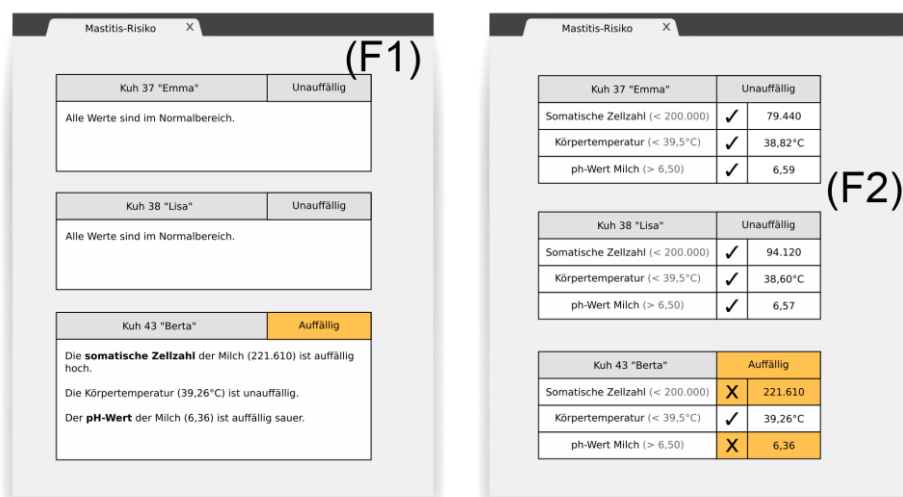 Mastitis-Risiko X
(F1)
Kuh 37 "Emma" Unauffällig
Alle Werte sind im Normalbereich.
Kuh 38 "Lisa" Unauffällig
Alle Werte sind im Normalbereich.
Kuh 43 "Berta" Auffällig
Die somatische Zellzahl der Milch (221.610) ist auffällig
hoch.
Die Körpertemperatur (39,26°C) ist unauffällig.
Der pH-Wert der Milch (6,36) ist auffällig sauer.
Mastitis-Risiko X
(F2)
Kuh 37 "Emma" Unauffällig
Somatische Zellzahl (< 200.000) ✓ 79.440
Körpertemperatur (< 39,5°C) ✓ 38,82°C
ph-Wert Milch (> 6,50) ✓ 6,59
Kuh 38 "Lisa" Unauffällig
Somatische Zellzahl (< 200.000) ✓ 94.120
Körpertemperatur (< 39,5°C) ✓ 38,60°C
ph-Wert Milch (> 6,50) ✓ 6,57
Kuh 43 "Berta" Auffällig
Somatische Zellzahl (< 200.000) X 221.610
Körpertemperatur (< 39,5°C) ✓ 39,26°C
ph-Wert Milch (> 6,50) X 6,36